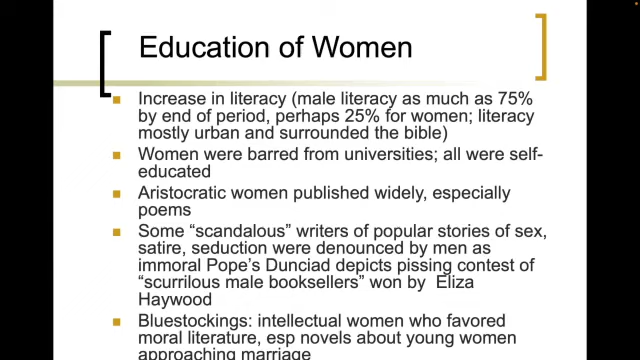 Education of Women
Increase in literacy (male literacy as much as 75%
by end of period, perhaps 25% for women; literacy
mostly urban and surrounded the bible)
Women were barred from universities; all were self-
educated
Aristocratic women published widely, especially
poems
Some “scandalous” writers of popular stories of sex,
satire, seduction were denounced by men as
immoral Pope’s Dunciad depicts pissing contest of
“scurrilous male booksellers” won by Eliza
Haywood
Bluestockings: intellectual women who favored
moral literature, esp novels about young women
approaching marriage